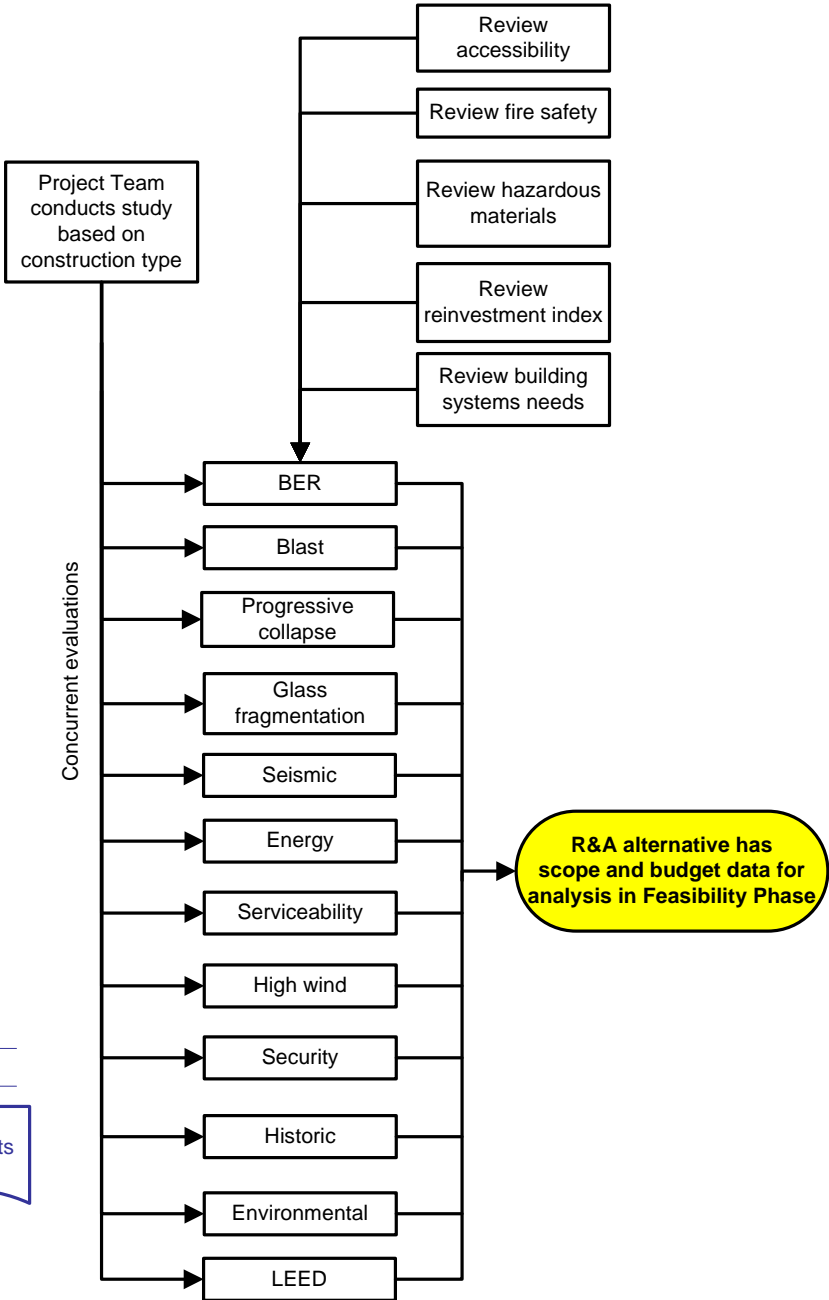 Review
accessibility
Review fire safety
Project Team
conducts study
based on
construction type
Review hazardous
materials
Review
reinvestment index
Review building
systems needs
Concurrent evaluations
BER
Blast
Progressive
collapse
Glass
fragmentation
Seismic
Energy
R&A alternative has
scope and budget data for
analysis in Feasibility Phase
Serviceability
High wind
Security
Historic
Environmental
LEED